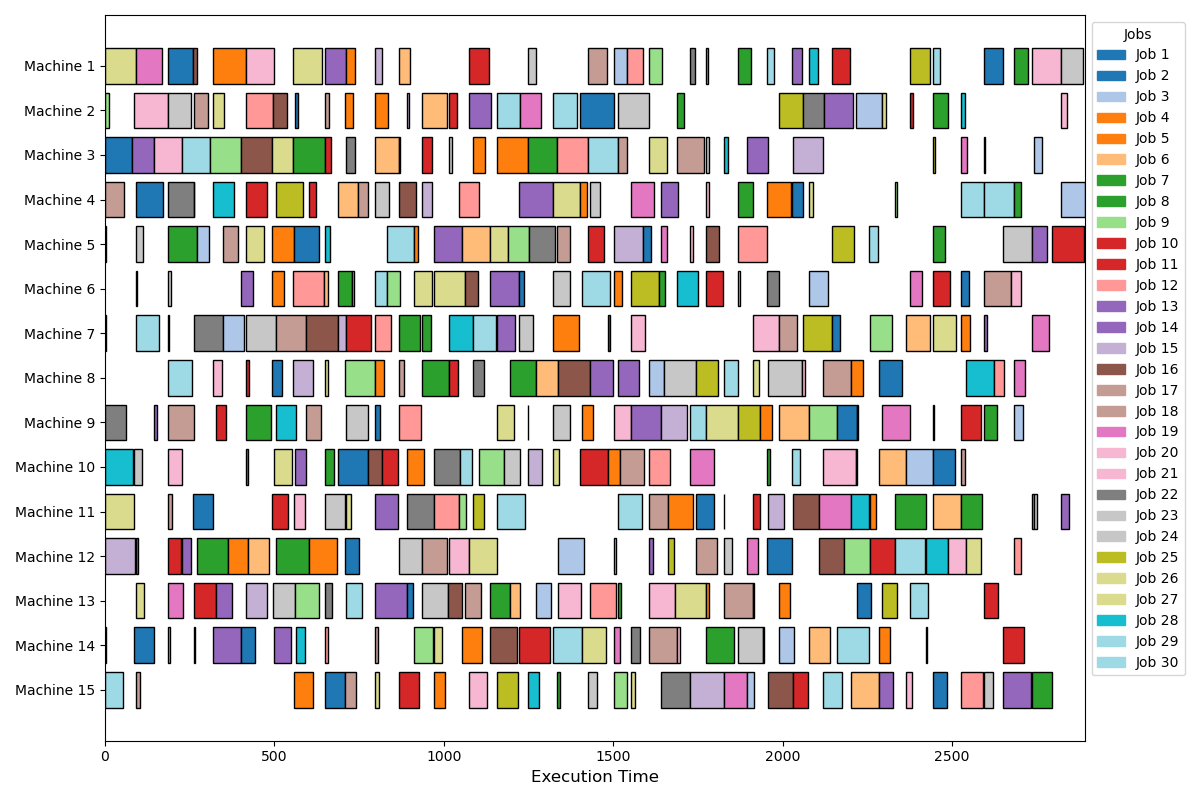 Machine 1
Machine 2
Machine 3
Machine 4
Machine 5
Machine 6
Machine 7
Machine 8
Machine 9
Machine 10
Machine 11
Machine 12
Machine 13
Machine 14
Machine 15
0 500 1000 1500 2000 2500
Execution Time
Jobs
Job 1
Job 2
Job 3
Job 4
Job 5
Job 6
Job 7
Job 8
Job 9
Job 10
Job 11
Job 12
Job 13
Job 14
Job 15
Job 16
Job 17
Job 18
Job 19
Job 20
Job 21
Job 22
Job 23
Job 24
Job 25
Job 26
Job 27
Job 28
Job 29
Job 30